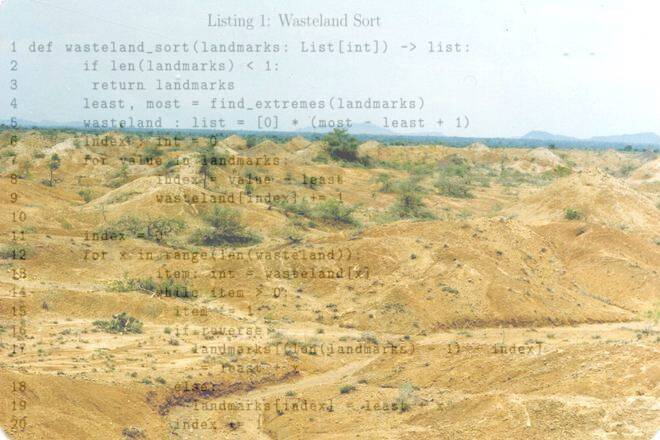 Listing 1: Wasteland Sort
1 def wasteland_sort(landmarks: List[int]) -> list:
2 if len(landmarks) < 1:
3 return landmarks
4 least, most = find_extremes(landmarks)
5 wasteland : list = [0] * (most - least + 1)
6 index : int = 0
7 for value in landmarks:
8 index = value - least
9 wasteland[index] += 1
10
11 index = 0
12 for x in range(len(wasteland)):
13 item: int = wasteland[x]
14 while item > 0:
15 item -=
16 if reverse
17 landmarks[(len(landmarks) - 1) - index]
least + x
18 else:
19 landmarks[index] = least + x
20 index += 1